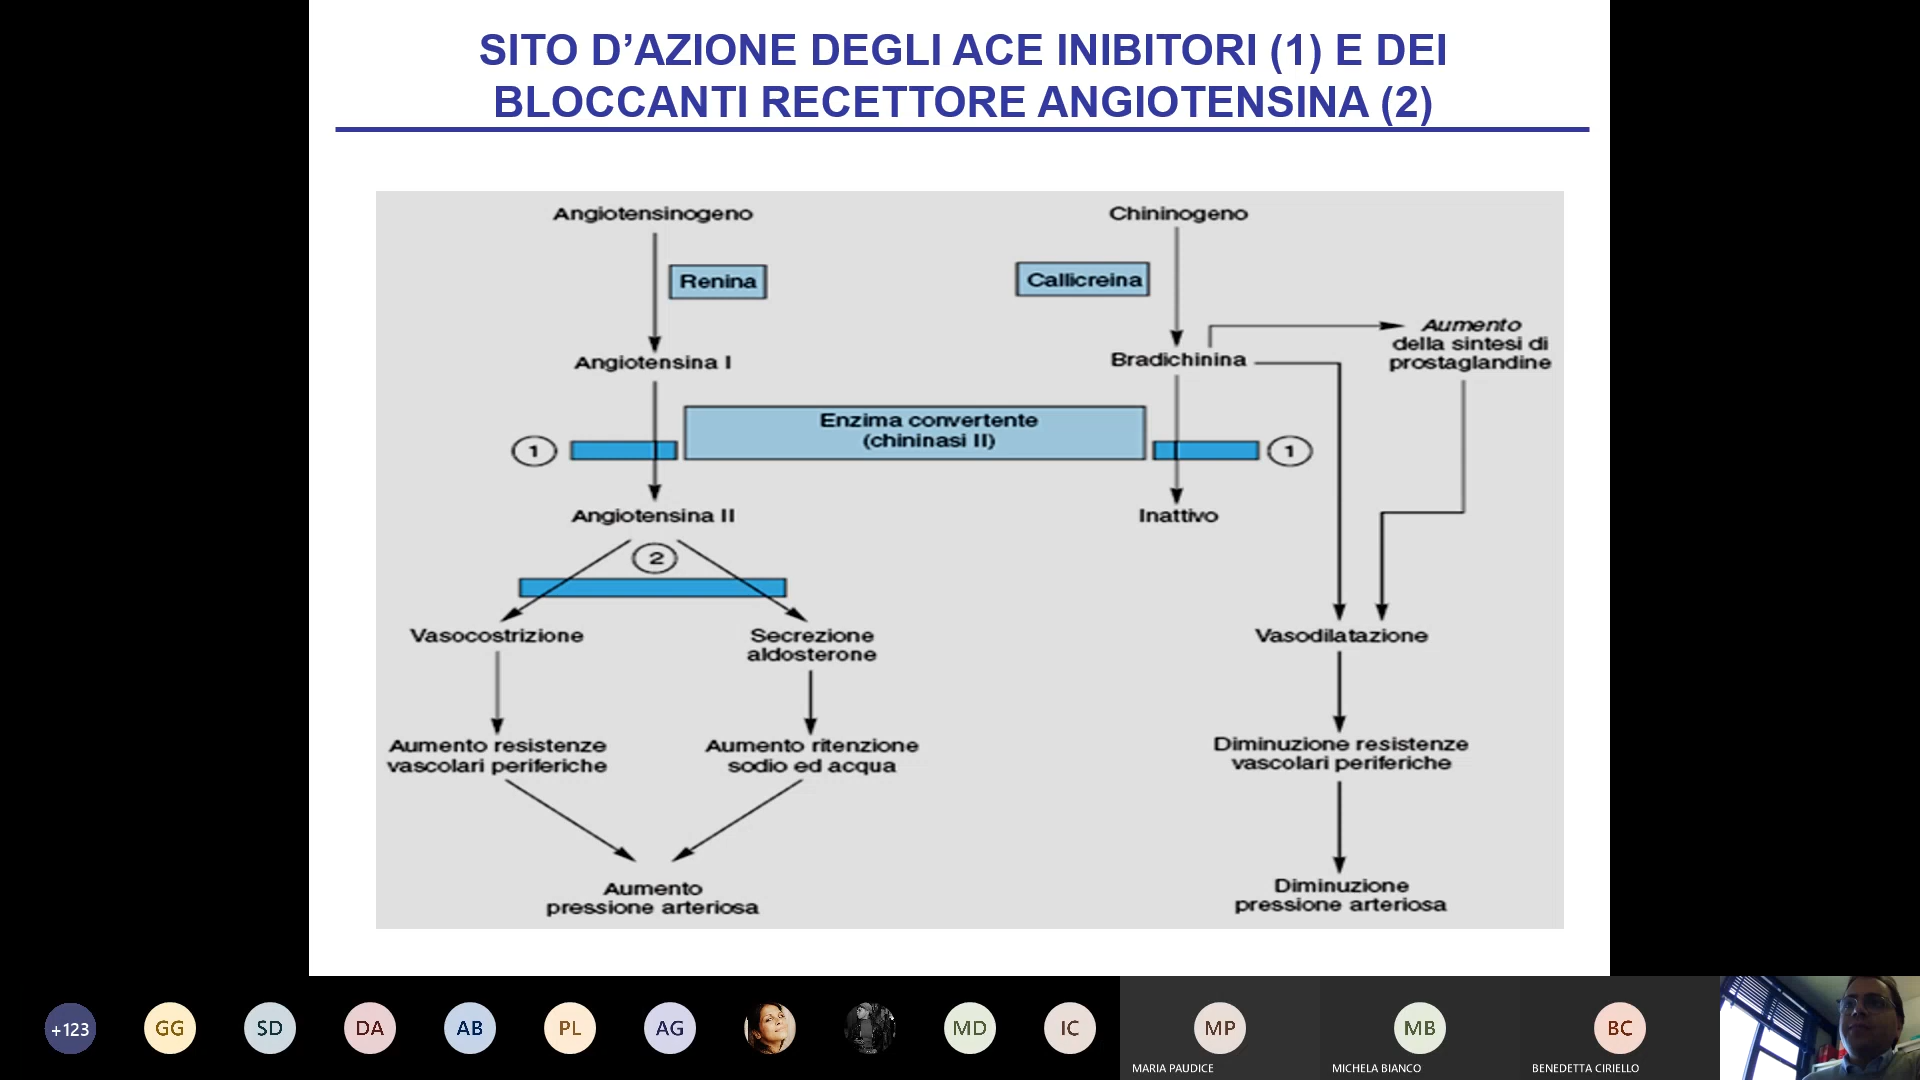 SITO D’AZIONE DEGLI ACE INIBITORI (1) E DEI
BLOCCANTI RECETTORE ANGIOTENSINA (2)
Angiotensinogeno
Chininogeno
Renina
Callicreina
Aumento
della sintesi di
prostaglandine
Angiotensina I
Bradichinina
Enzima convertente
(chininasi II)
1
1
Angiotensina II
Inattivo
2
Vasocostrizione
Secrezione
aldosterone
Vasodilatazione
Aumento resistenze
vascolari periferiche
Aumento ritenzione
sodio ed acqua
Diminuzione resistenze
vascolari periferiche
Aumento
pressione arteriosa
Diminuzione
pressione arteriosa
+123
GG
SD
DA
AB
PL
AG
MD
IC
MP
MB
BC
MARIA PAUDICE
MICHELA BIANCO
BENEDETTA CIRIELLO